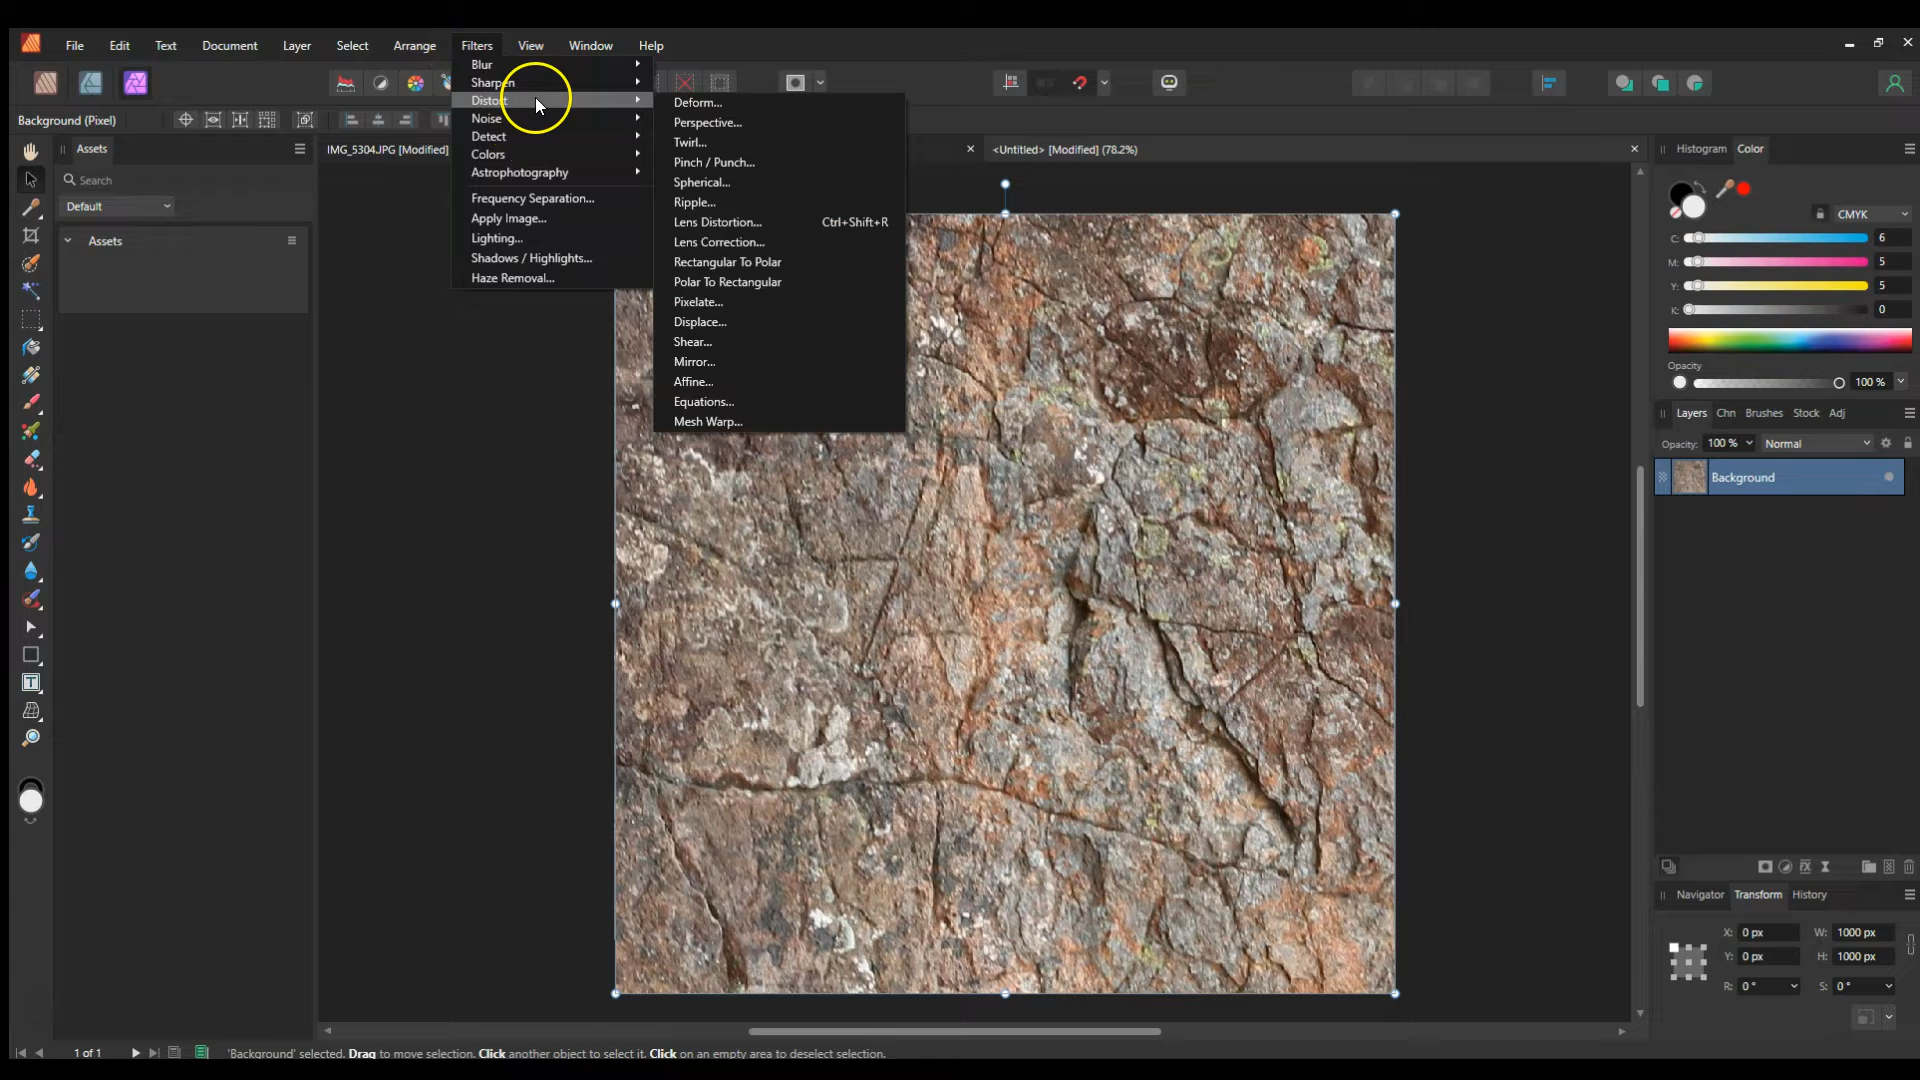 File Edit Text Document Layer Select Arrange Filters View Window Help
Background (Pixel)
Assets
Search
Default
Assets
IMG_5304.JPG [Modified]
<Untitled> [Modified] (78.2%)
Blur
Sharpen
Distort
Noise
Detect
Colors
Astrophotography
Frequency Separation...
Apply Image...
Lighting...
Shadows / Highlights...
Haze Removal...
Deform...
Perspective...
Twirl...
Pinch / Punch...
Spherical...
Ripple...
Lens Distortion... Ctrl+Shift+R
Lens Correction...
Rectangular To Polar
Polar To Rectangular
Pixelate...
Displace...
Shear...
Mirror...
Affine...
Equations...
Mesh Warp...
Histogram Color
CMYK
C: 6
M: 5
Y: 5
K: 0
Opacity
100 %
Layers Chn Brushes Stock Adj
Opacity: 100 % Normal
Background
Navigator Transform History
X: 0 px W: 1000 px
Y: 0 px H: 1000 px
R: 0 ° S: 0 °
1 of 1 'Background' selected. Drag to move selection. Click another object to select it. Click on an empty area to deselect selection.